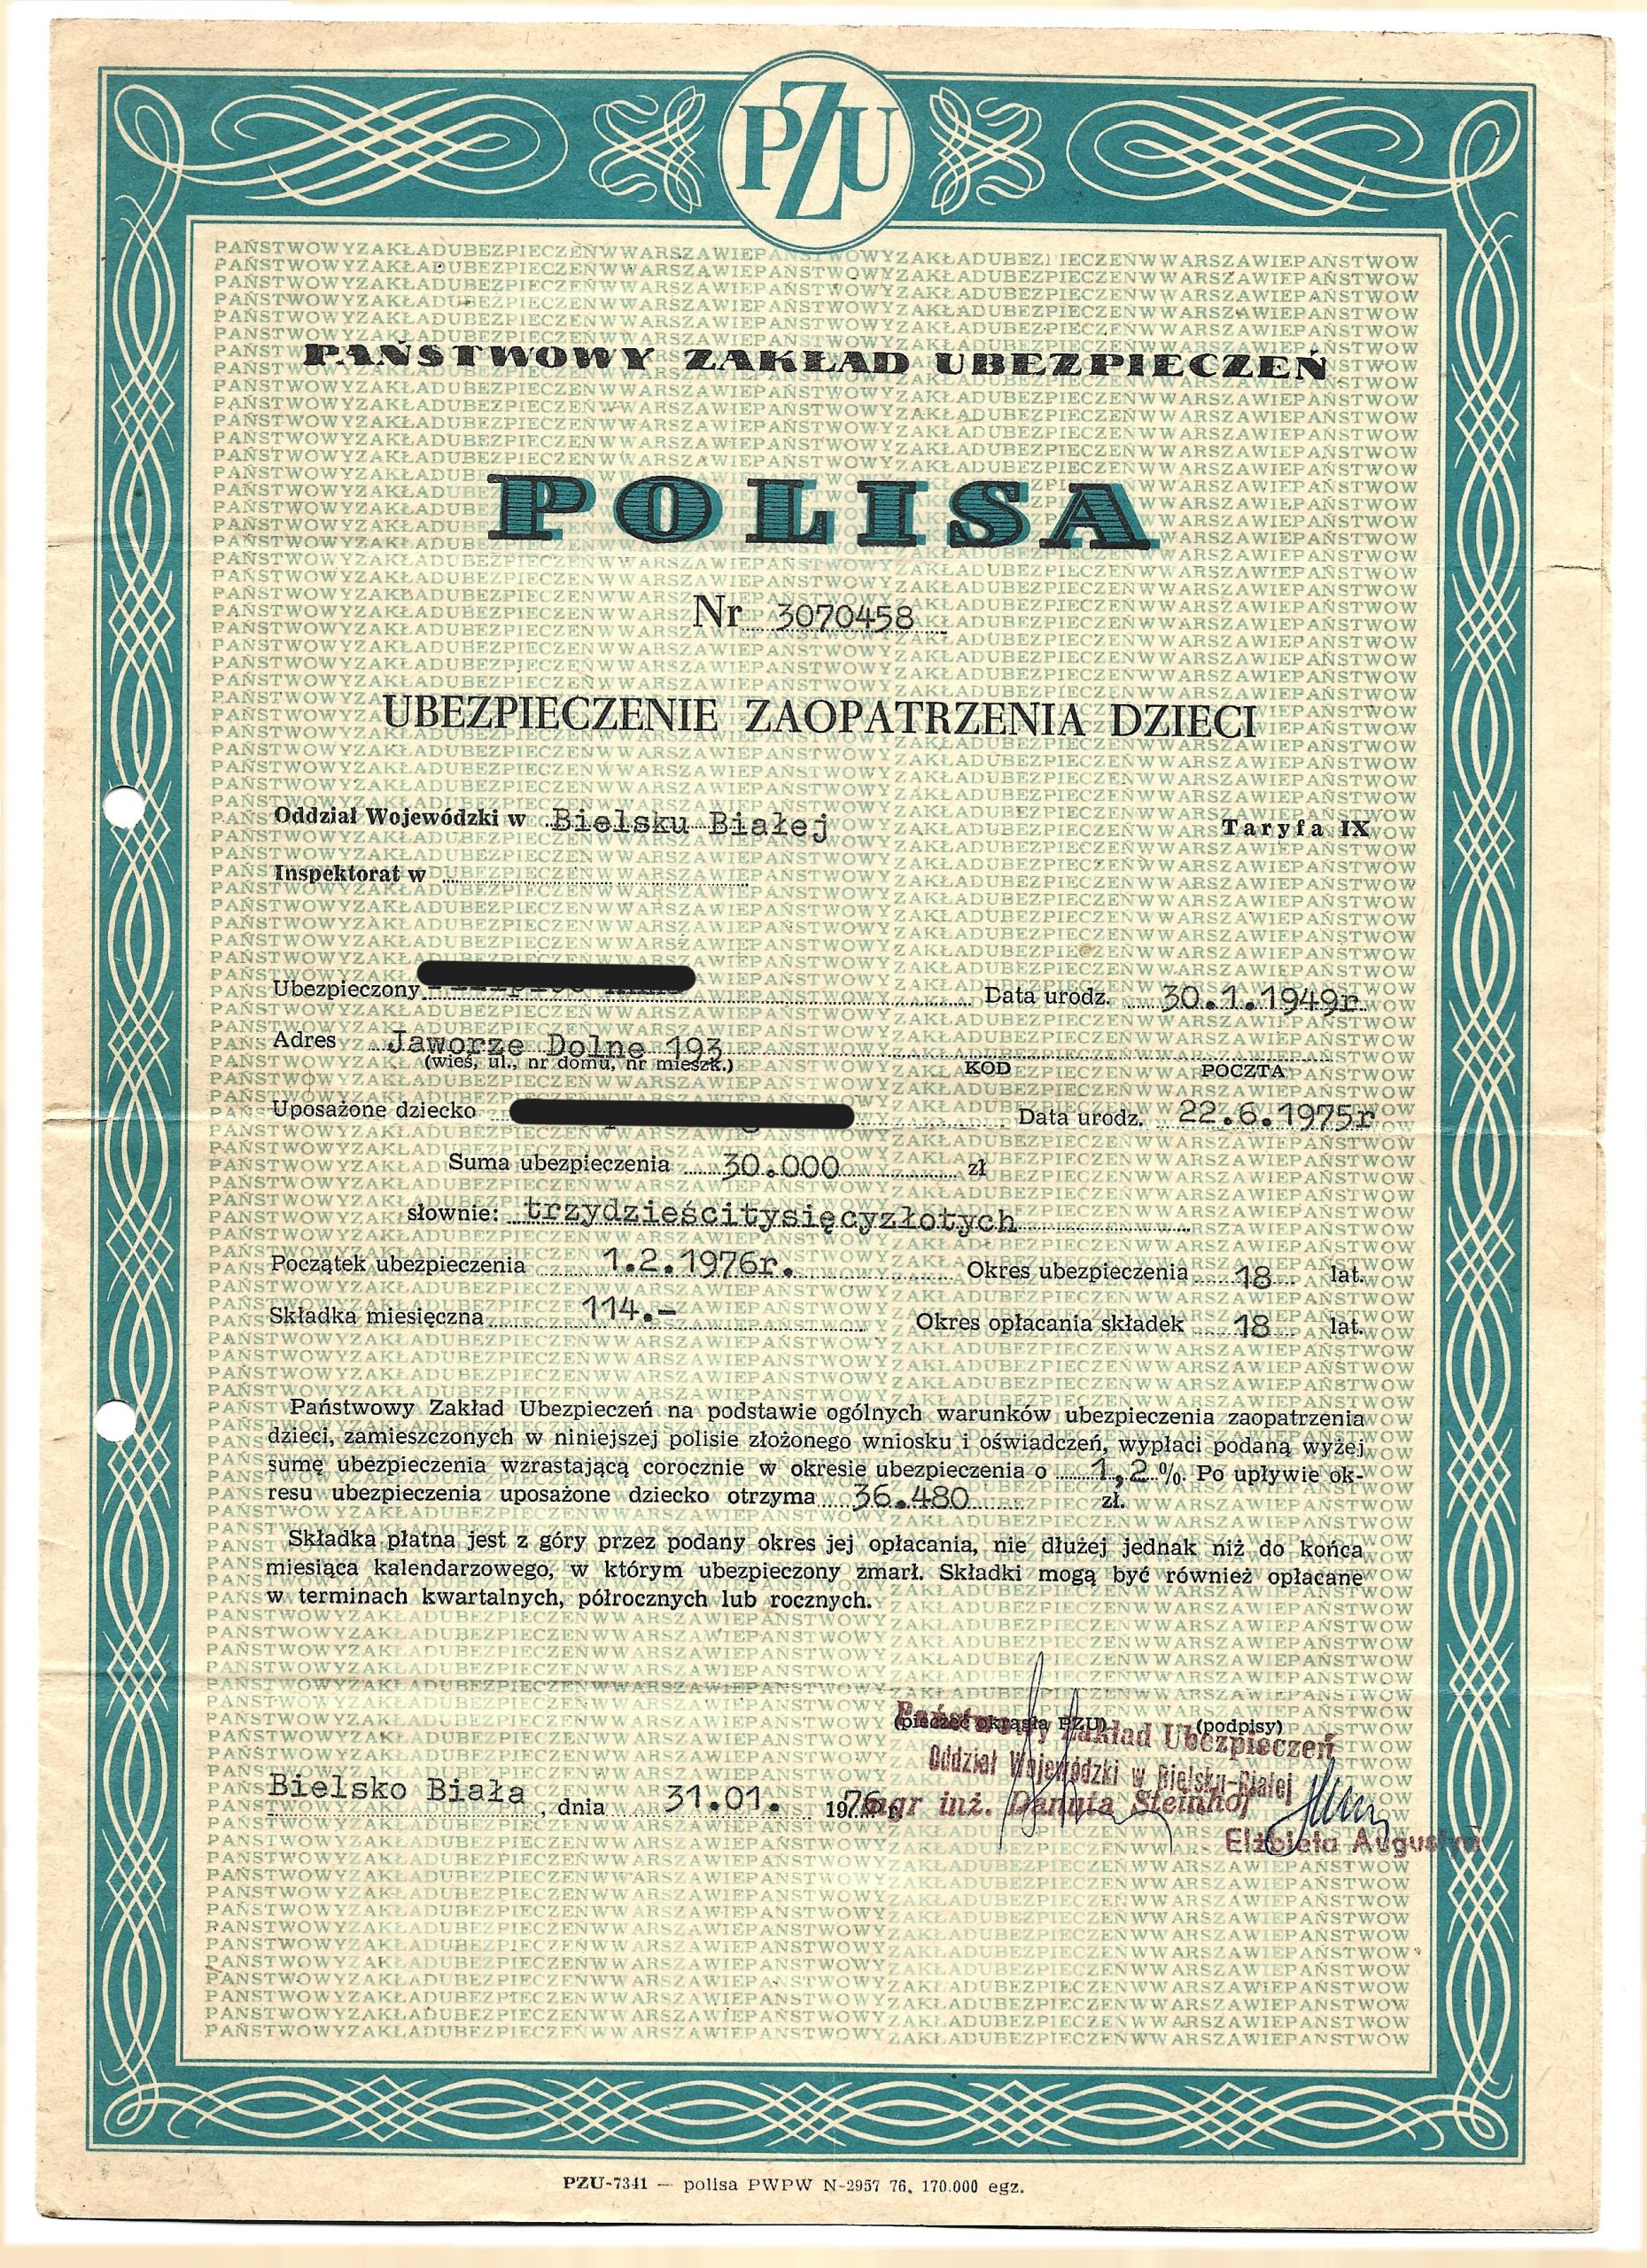 PZU
PAŃSTWOWY ZAKŁAD UBEZPIECZEŃ
POLISA
Nr 3070458
UBEZPIECZENIE ZAOPATRZENIA DZIECI
Oddział Wojewódzki w Bielsku Białej Taryfa IX
Inspektorat w
Ubezpieczony Data urodz. 30.1.1949r
Adres Jaworze Dolne 193
(wieś, ul., nr domu, nr mieszk.) KOD POCZTA
Uposażone dziecko Data urodz. 22.6.1975r
Suma ubezpieczenia 30.000 zł
słownie: trzydzieścitysięcyzłotych
Początek ubezpieczenia 1.2.1976r. Okres ubezpieczenia 18 lat.
Składka miesięczna 114.- Okres opłacania składek 18 lat.
Państwowy Zakład Ubezpieczeń na podstawie ogólnych warunków ubezpieczenia zaopatrzenia
dzieci, zamieszczonych w niniejszej polisie złożonego wniosku i oświadczeń, wypłaci podaną wyżej
sumę ubezpieczenia wzrastającą corocznie w okresie ubezpieczenia o 1,2 %. Po upływie ok-
resu ubezpieczenia uposażone dziecko otrzyma 36.480 zł.
Składka płatna jest z góry przez podany okres jej opłacania, nie dłużej jednak niż do końca
miesiąca kalendarzowego, w którym ubezpieczony zmarł. Składki mogą być również opłacane
w terminach kwartalnych, półrocznych lub rocznych.
(pieczęć okrągła PZU) (podpisy)
Państwowy Zakład Ubezpieczeń
Oddział Wojewódzki w Bielsku-Białej
Bielsko Biała, dnia 31.01. 1976 r.
mgr inż. Danuta Steinhof
Elżbieta Augustyn
PZU-7341 — polisa PWPW N-2957 76. 170.000 egz.